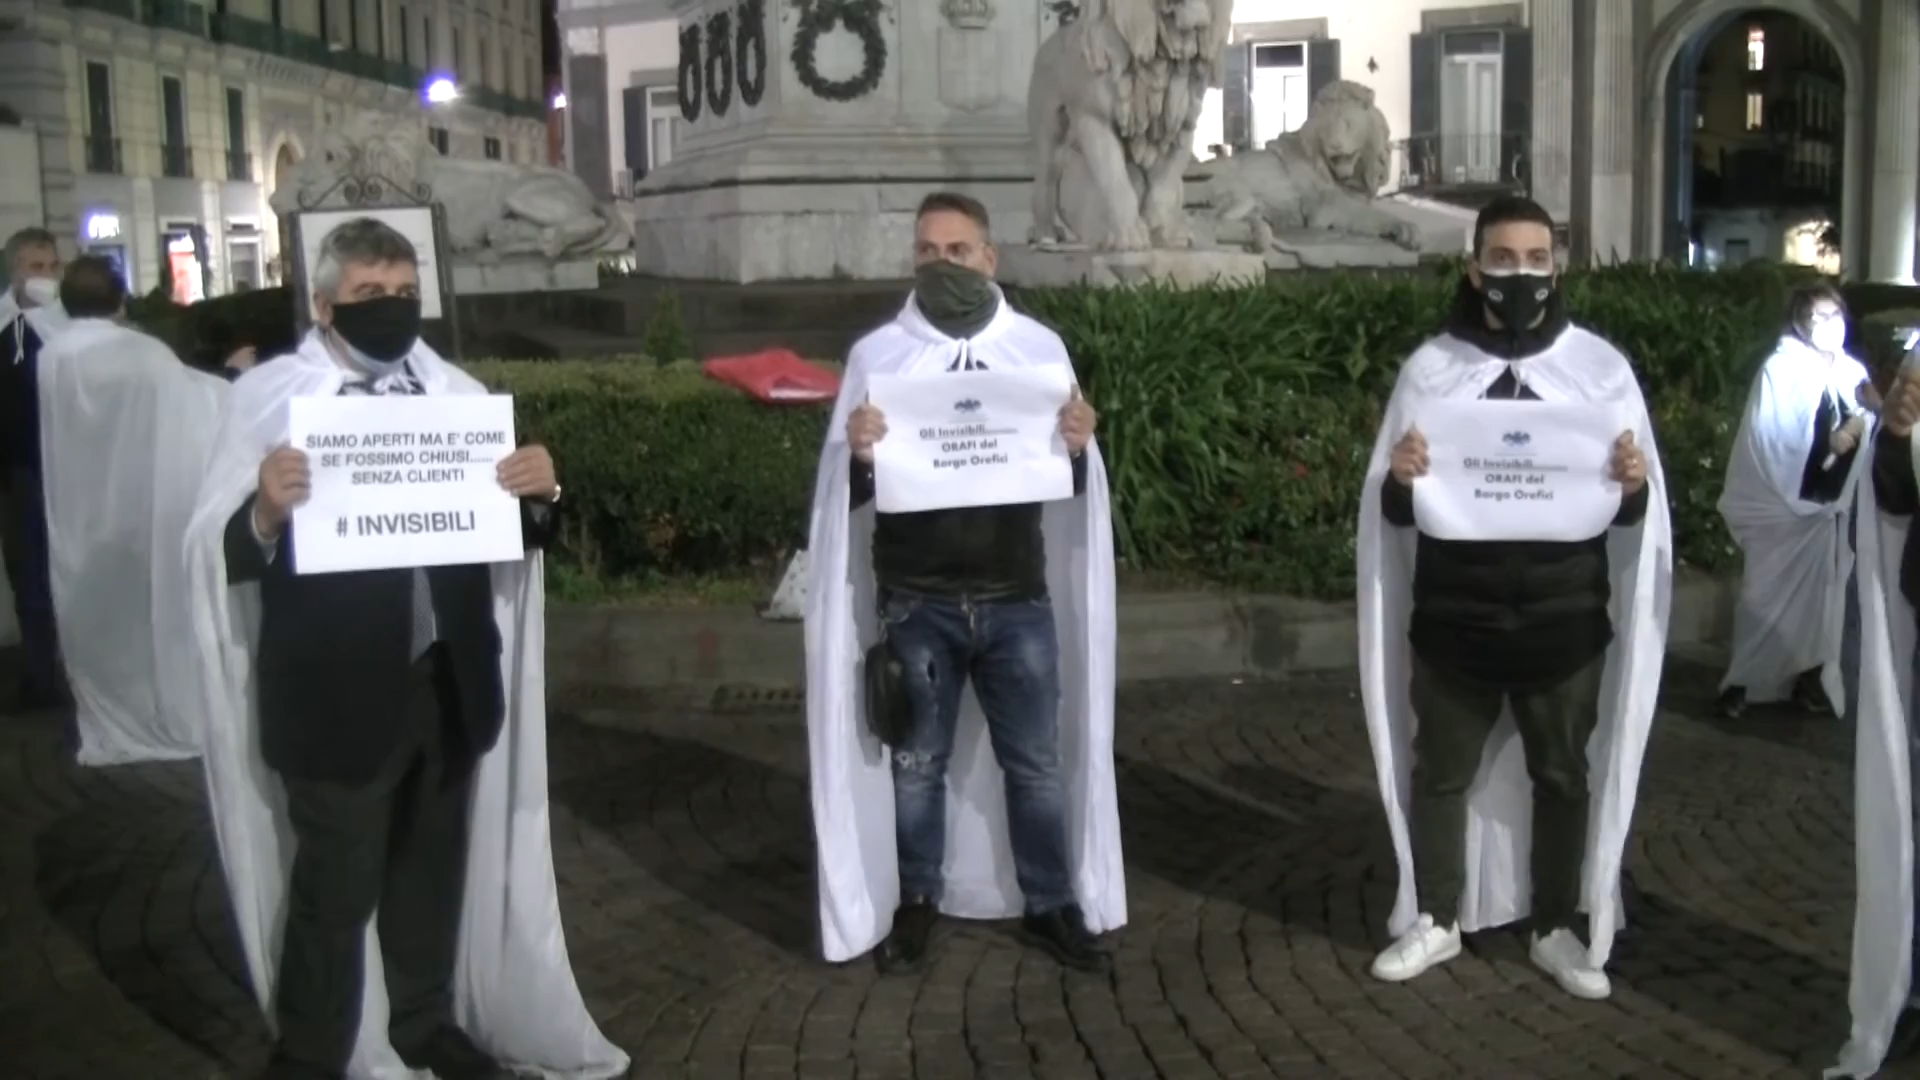 SIAMO APERTI MA E' COME
SE FOSSIMO CHIUSI......
SENZA CLIENTI
# INVISIBILI
Gli Invisibili..........
ORAFI del
Borgo Orefici
Gli Invisibili..........
ORAFI del
Borgo Orefici